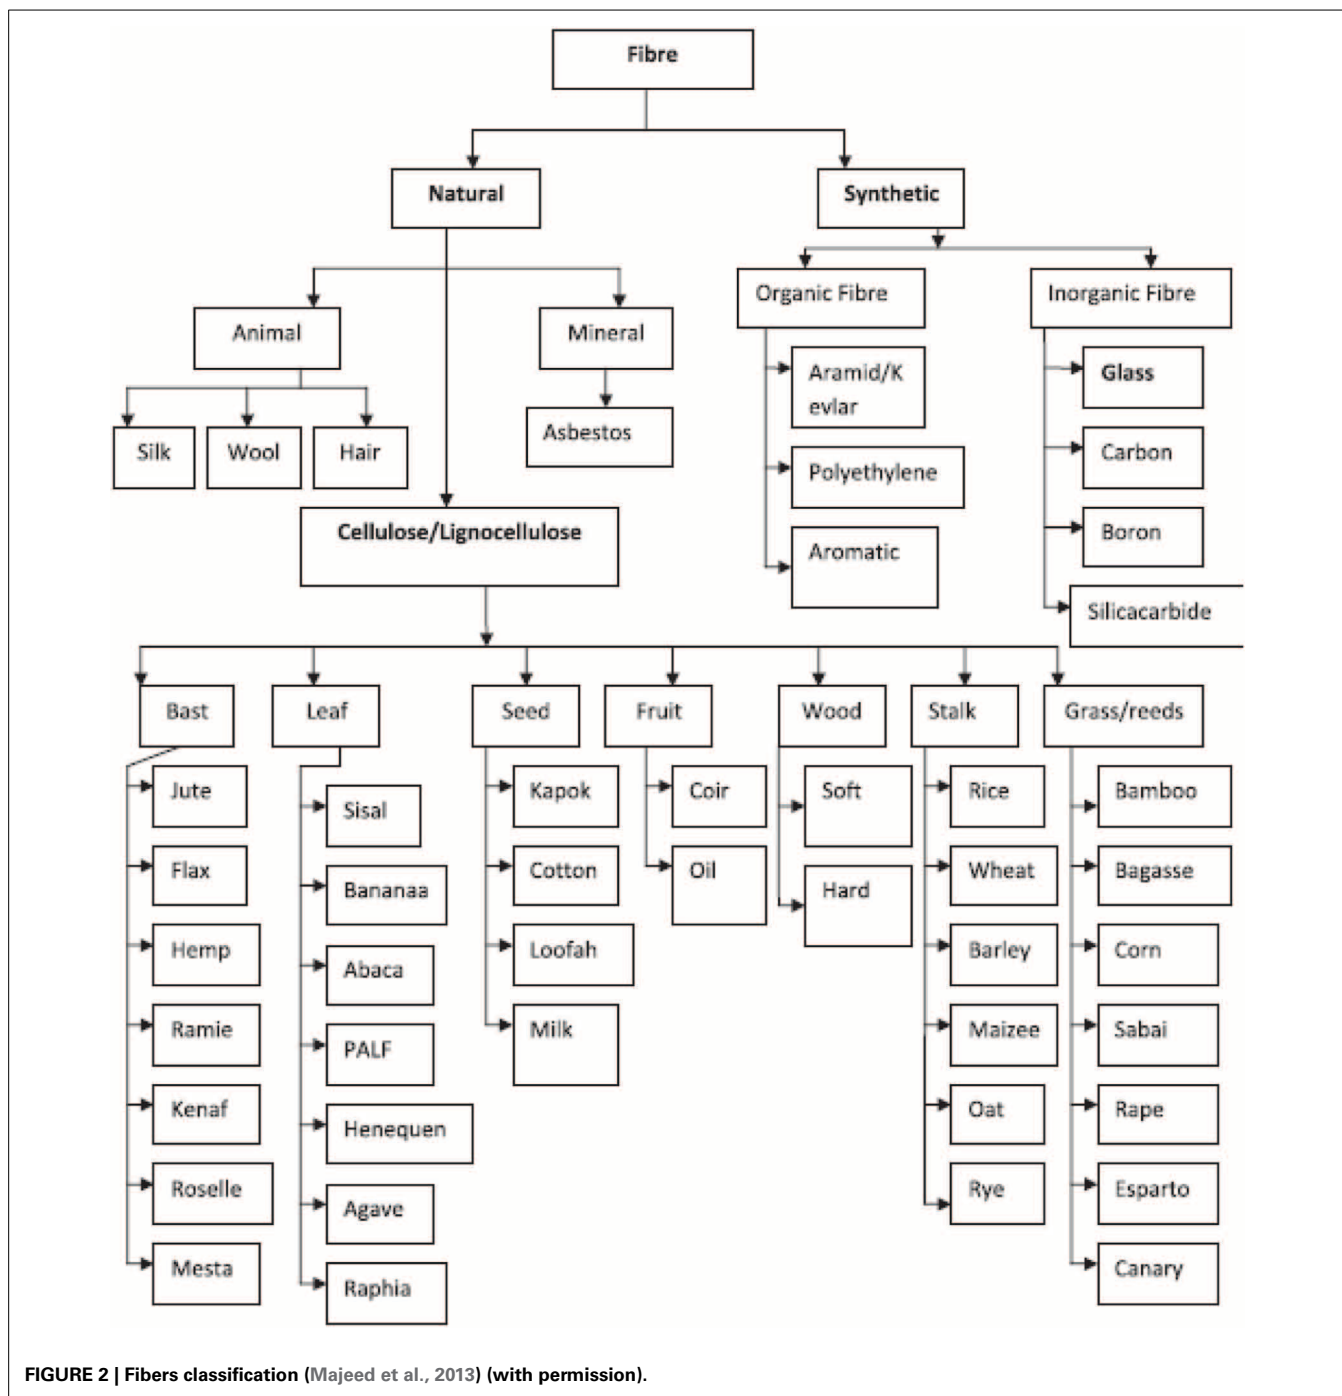 Fibre
Natural
Synthetic
Animal
Mineral
Organic Fibre
Inorganic Fibre
Silk
Wool
Hair
Asbestos
Aramid/K
evlar
Polyethylene
Aromatic
Glass
Carbon
Boron
Silicacarbide
Cellulose/Lignocellulose
Bast
Leaf
Seed
Fruit
Wood
Stalk
Grass/reeds
Jute
Flax
Hemp
Ramie
Kenaf
Roselle
Mesta
Sisal
Bananaa
Abaca
PALF
Henequen
Agave
Raphia
Kapok
Cotton
Loofah
Milk
Coir
Oil
Soft
Hard
Rice
Wheat
Barley
Maizee
Oat
Rye
Bamboo
Bagasse
Corn
Sabai
Rape
Esparto
Canary
FIGURE 2 | Fibers classification (Majeed et al., 2013) (with permission).